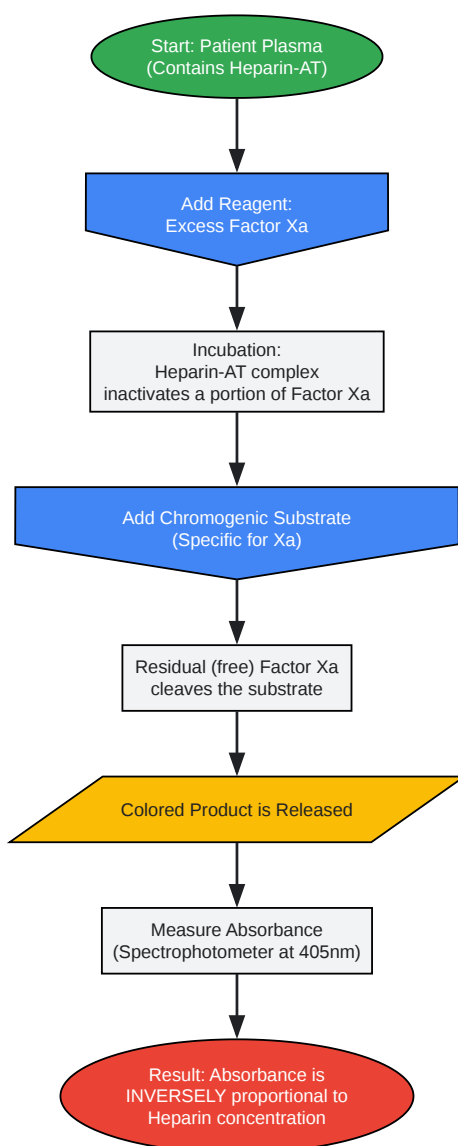 Start: Patient Plasma
(Contains Heparin-AT)
Add Reagent:
Excess Factor Xa
Incubation:
Heparin-AT complex
inactivates a portion of Factor Xa
Add Chromogenic Substrate
(Specific for Xa)
Residual (free) Factor Xa
cleaves the substrate
Colored Product is Released
Measure Absorbance
(Spectrophotometer at 405nm)
Result: Absorbance is
INVERSELY proportional to
Heparin concentration